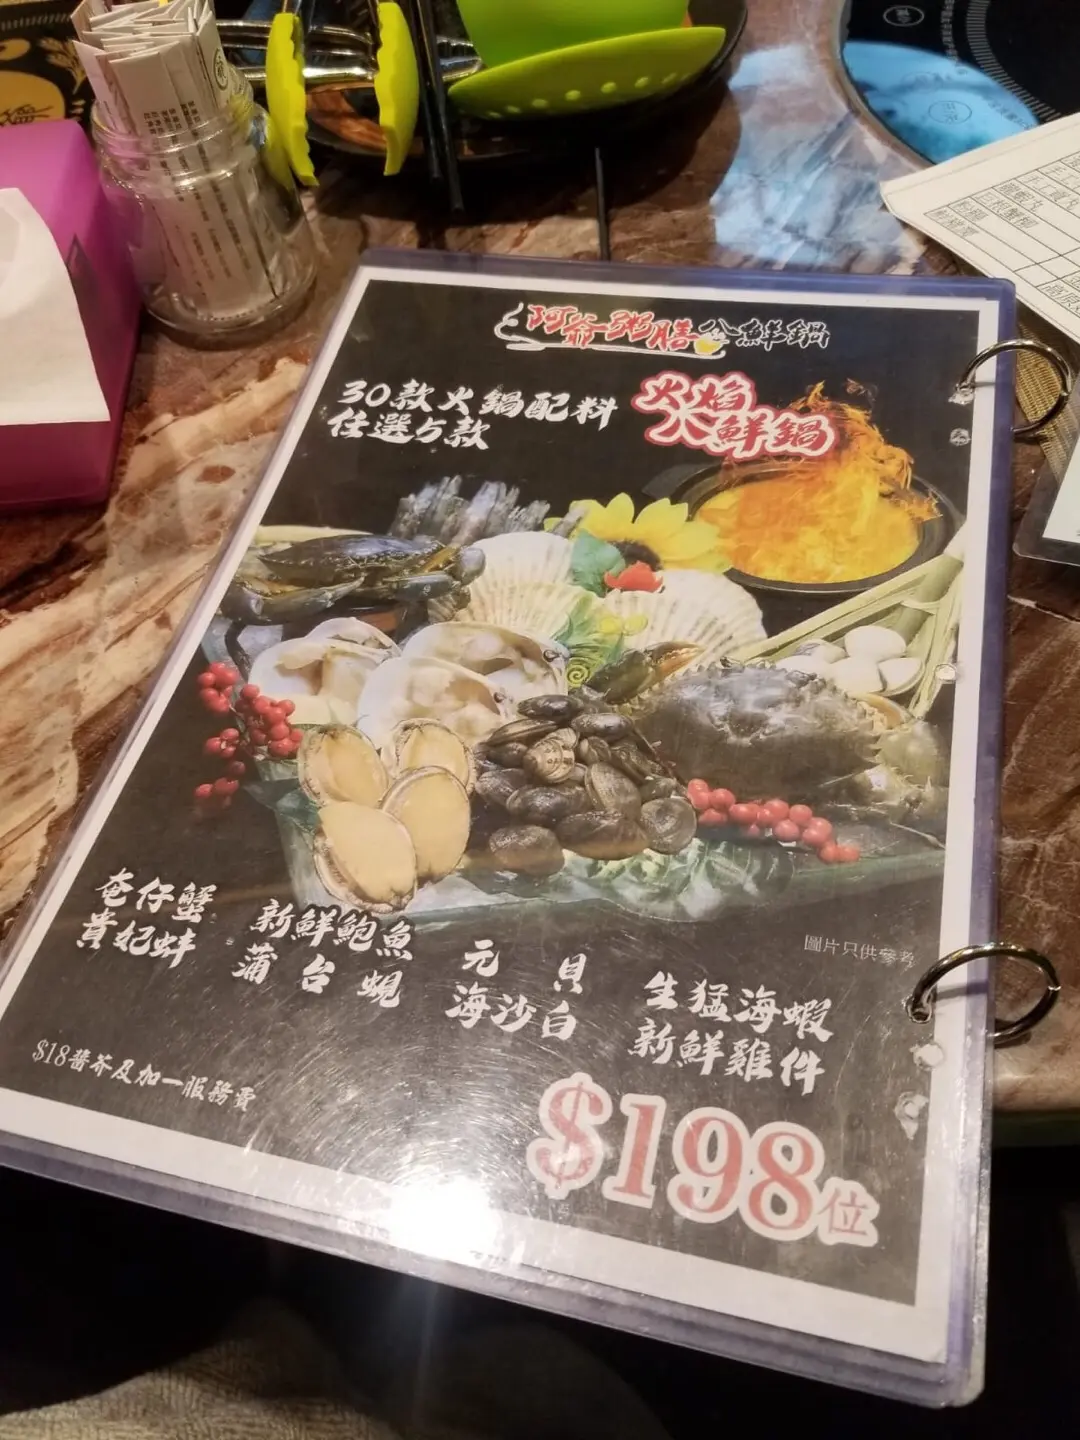 阿爺粥膳公鮮鍋
30款火鍋配料
任選5款
火焰
火鮮鍋
奄仔蟹
貴妃蚌
新鮮鮑魚
蒲台蜆
元貝
海沙白
圖片只供參考
生猛海蝦
新鮮雞件
$18醬芥及加一服務費
$198位